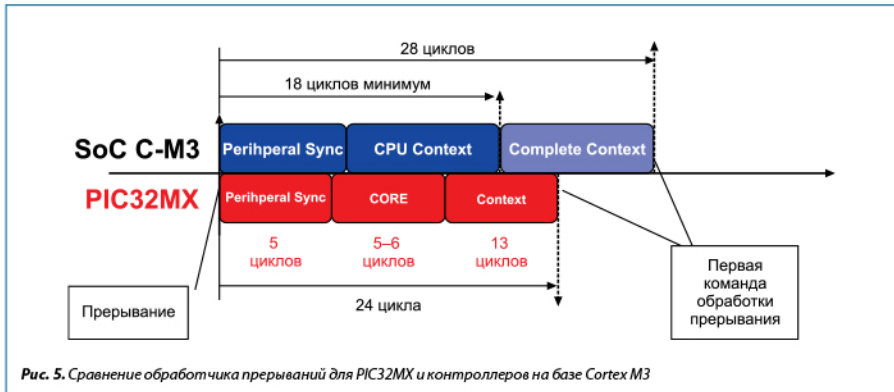 28 циклов
18 циклов минимум
SoC C-M3
Perihperal Sync
CPU Context
Complete Context
PIC32MX
Perihperal Sync
CORE
Context
5
циклов
5–6
циклов
13
циклов
24 цикла
Прерывание
Первая
команда
обработки
прерывания
Рис. 5. Сравнение обработчика прерываний для PIC32MX и контроллеров на базе Cortex M3